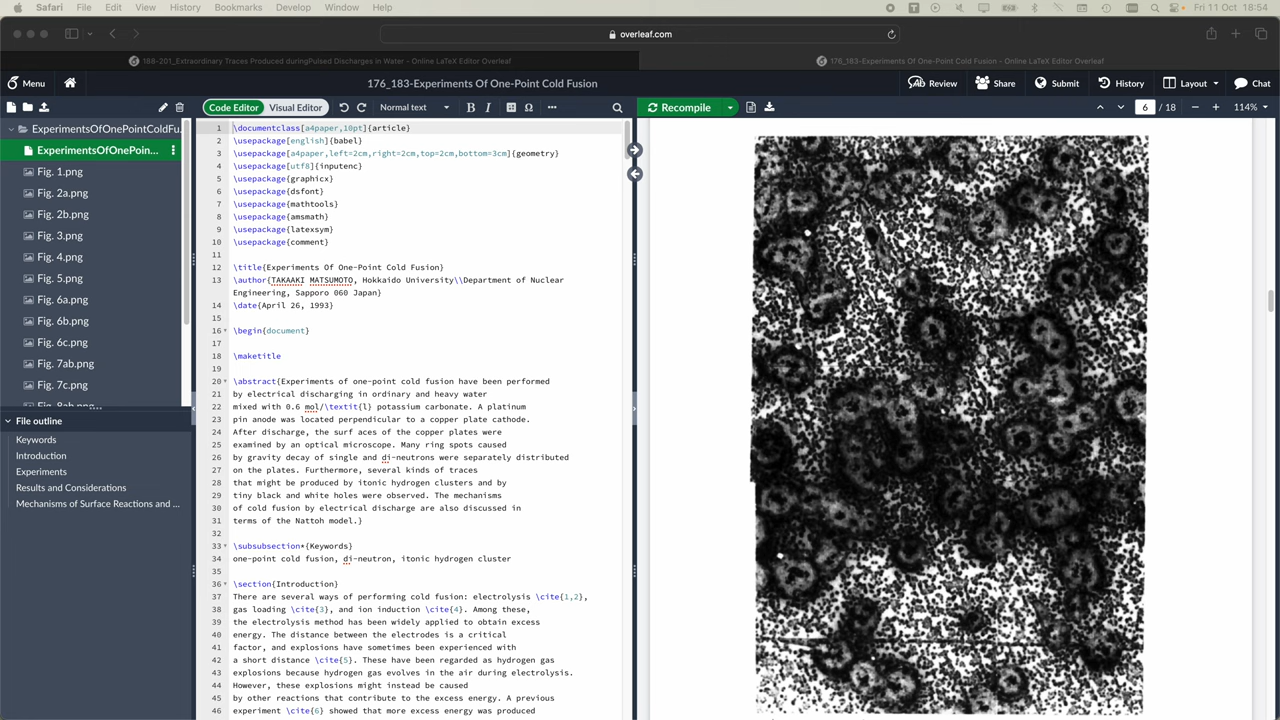 Safari File Edit View History Bookmarks Develop Window Help Fri 11 Oct 18:54
overleaf.com
188-201_Extraordinary Traces Produced duringPulsed Discharges in Water - Online LaTeX Editor Overleaf
176_183-Experiments Of One-Point Cold Fusion - Online LaTeX Editor Overleaf
Menu 176_183-Experiments Of One-Point Cold Fusion Review Share Submit History Layout Chat
Code Editor Visual Editor Normal text B I Recompile 6 / 18 114%
ExperimentsOfOnePointColdFu...
ExperimentsOfOnePoin...
Fig. 1.png
Fig. 2a.png
Fig. 2b.png
Fig. 3.png
Fig. 4.png
Fig. 5.png
Fig. 6a.png
Fig. 6b.png
Fig. 6c.png
Fig. 7ab.png
Fig. 7c.png
Fig. 8ab.png
File outline
Keywords
Introduction
Experiments
Results and Considerations
Mechanisms of Surface Reactions and ...
1 \documentclass[a4paper,10pt]{article}
2 \usepackage[english]{babel}
3 \usepackage[a4paper,left=2cm,right=2cm,top=2cm,bottom=3cm]{geometry}
4 \usepackage[utf8]{inputenc}
5 \usepackage{graphicx}
6 \usepackage{dsfont}
7 \usepackage{mathtools}
8 \usepackage{amsmath}
9 \usepackage{latexsym}
10 \usepackage{comment}
11
12 \title{Experiments Of One-Point Cold Fusion}
13 \author{TAKAAKI MATSUMOTO, Hokkaido University\\Department of Nuclear
Engineering, Sapporo 060 Japan}
14 \date{April 26, 1993}
15
16 \begin{document}
17
18 \maketitle
19
20 \abstract{Experiments of one-point cold fusion have been performed
21 by electrical discharging in ordinary and heavy water
22 mixed with 0.6 mol/\textit{l} potassium carbonate. A platinum
23 pin anode was located perpendicular to a copper plate cathode.
24 After discharge, the surf aces of the copper plates were
25 examined by an optical microscope. Many ring spots caused
26 by gravity decay of single and di-neutrons were separately distributed
27 on the plates. Furthermore, several kinds of traces
28 that might be produced by itonic hydrogen clusters and by
29 tiny black and white holes were observed. The mechanisms
30 of cold fusion by electrical discharge are also discussed in
31 terms of the Nattoh model.}
32
33 \subsubsection*{Keywords}
34 one-point cold fusion, di-neutron, itonic hydrogen cluster
35
36 \section{Introduction}
37 There are several ways of performing cold fusion: electrolysis \cite{1,2},
38 gas loading \cite{3}, and ion induction \cite{4}. Among these,
39 the electrolysis method has been widely applied to obtain excess
40 energy. The distance between the electrodes is a critical
41 factor, and explosions have sometimes been experienced with
42 a short distance \cite{5}. These have been regarded as hydrogen gas
43 explosions because hydrogen gas evolves in the air during electrolysis.
44 However, these explosions might instead be caused
45 by other reactions that contribute to the excess energy. A previous
46 experiment \cite{6} showed that more excess energy was produced